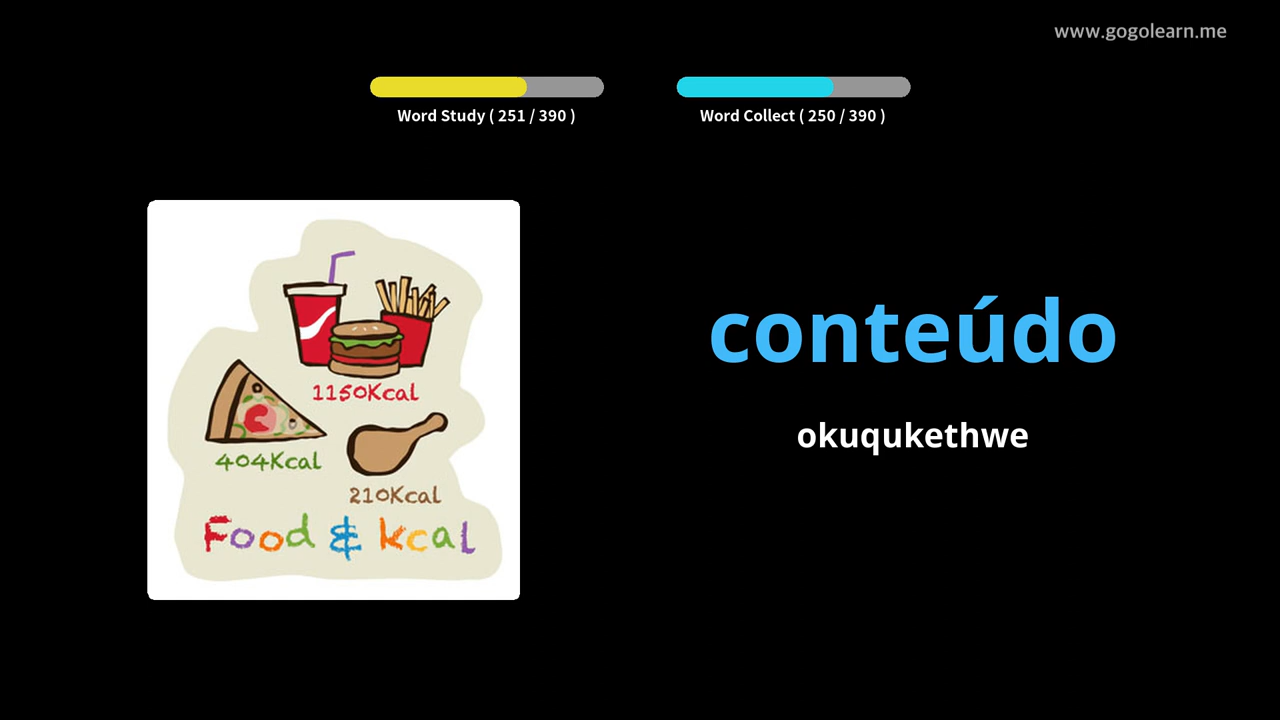 www.gogolearn.me
Word Study ( 251 / 390 )
Word Collect ( 250 / 390 )
1150Kcal
404Kcal
210Kcal
Food & kcal
conteúdo
okuqukethwe